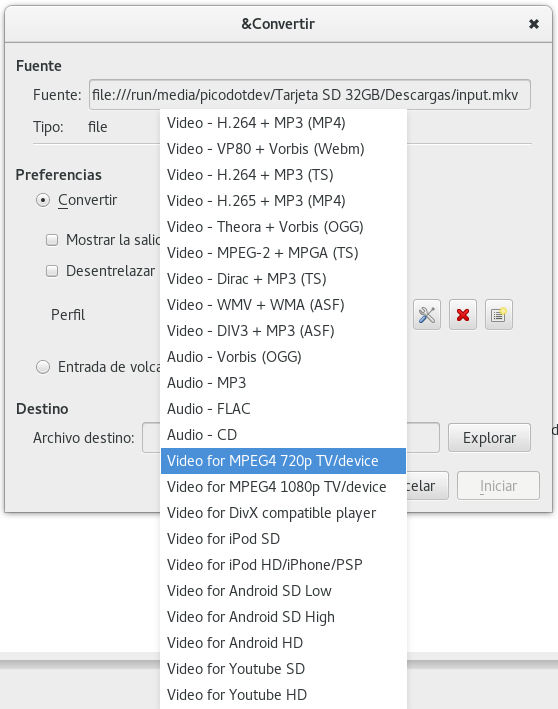 &Convertir
Fuente
Fuente: file:///run/media/picodotdev/Tarjeta SD 32GB/Descargas/input.mkv
Tipo: file
Video - H.264 + MP3 (MP4)
Video - VP80 + Vorbis (Webm)
Video - H.264 + MP3 (TS)
Video - H.265 + MP3 (MP4)
Video - Theora + Vorbis (OGG)
Video - MPEG-2 + MPGA (TS)
Video - Dirac + MP3 (TS)
Video - WMV + WMA (ASF)
Video - DIV3 + MP3 (ASF)
Audio - Vorbis (OGG)
Audio - MP3
Audio - FLAC
Audio - CD
Video for MPEG4 720p TV/device
Video for MPEG4 1080p TV/device
Video for DivX compatible player
Video for iPod SD
Video for iPod HD/iPhone/PSP
Video for Android SD Low
Video for Android SD High
Video for Android HD
Video for Youtube SD
Video for Youtube HD
Preferencias
Convertir
Mostrar la salid
Desentrelazar
Perfil
Entrada de volca
Destino
Archivo destino:
Explorar
celar
Iniciar